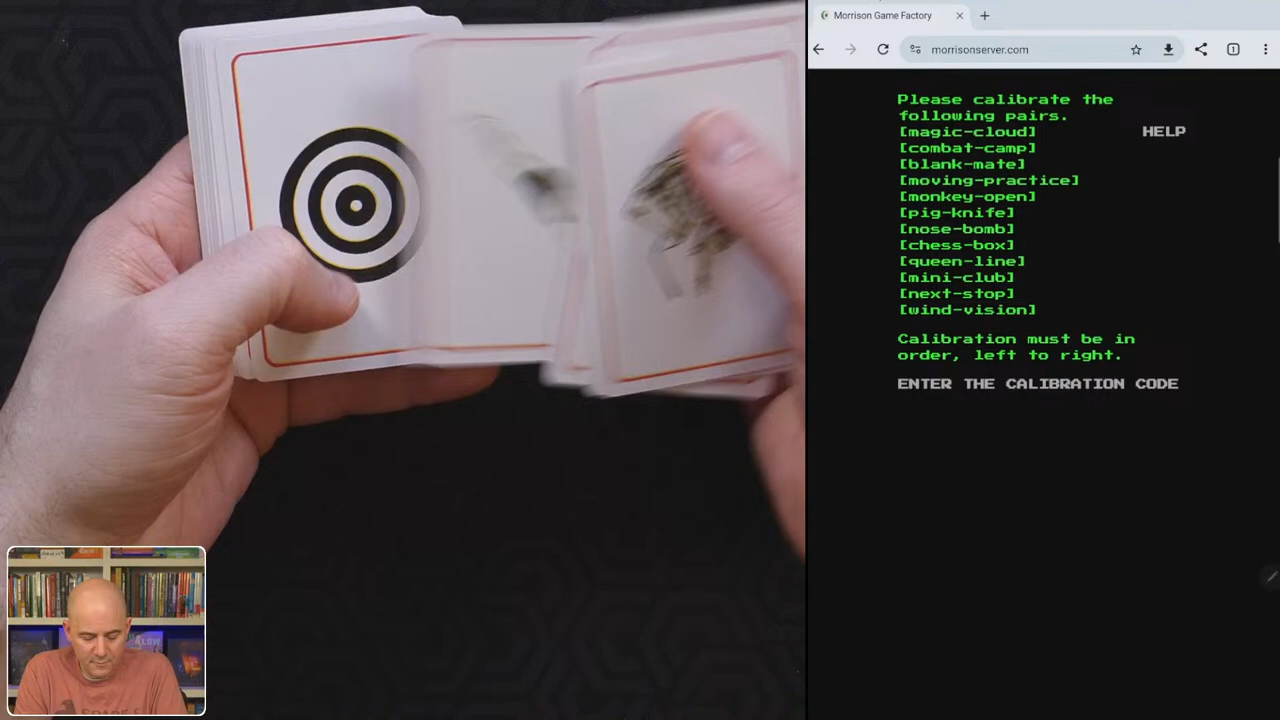 Morrison Game Factory
morrisonserver.com
1
Please calibrate the
following pairs.
[magic-cloud]
HELP
[combat-camp]
[blank-mate]
[moving-practice]
[monkey-open]
[pig-knife]
[nose-bomb]
[chess-box]
[queen-line]
[mini-club]
[next-stop]
[wind-vision]
Calibration must be in
order, left to right.
ENTER THE CALIBRATION CODE